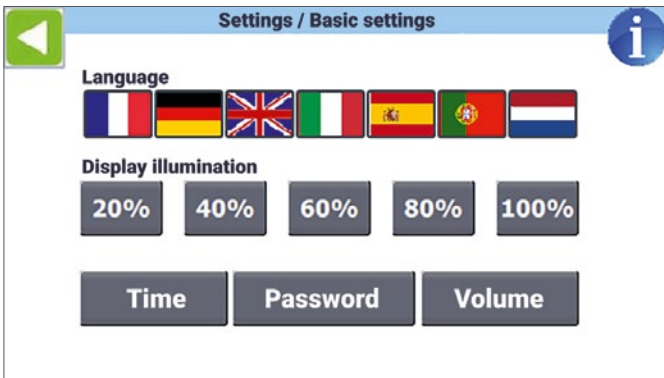 Settings / Basic settings
i
Language
Display illumination
20% 40% 60% 80% 100%
Time Password Volume